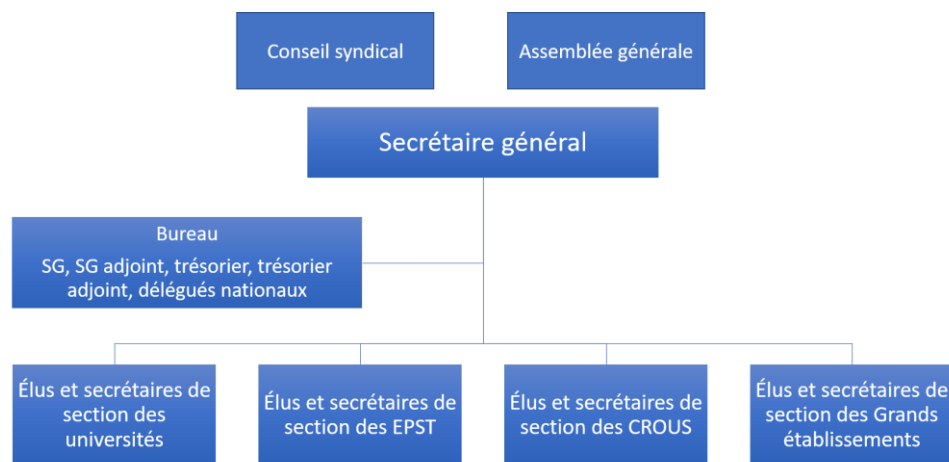 Conseil syndical
Assemblée générale
Secrétaire général
Bureau
SG, SG adjoint, trésorier, trésorier
adjoint, délégués nationaux
Élus et secrétaires de
section des
universités
Élus et secrétaires de
section des EPST
Élus et secrétaires de
section des CROUS
Élus et secrétaires de
section des Grands
établissements